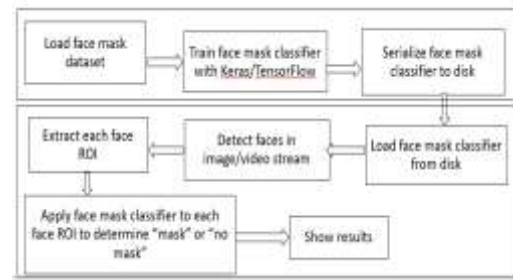 Load face mask
dataset
Train face mask classifier
with Keras/TensorFlow
Serialize face mask
classifier to disk
Extract each face
ROI
Detect faces in
image/video stream
Load face mask classifier
from disk
Apply face mask classifier to each
face ROI to determine "mask" or "no
mask"
Show results